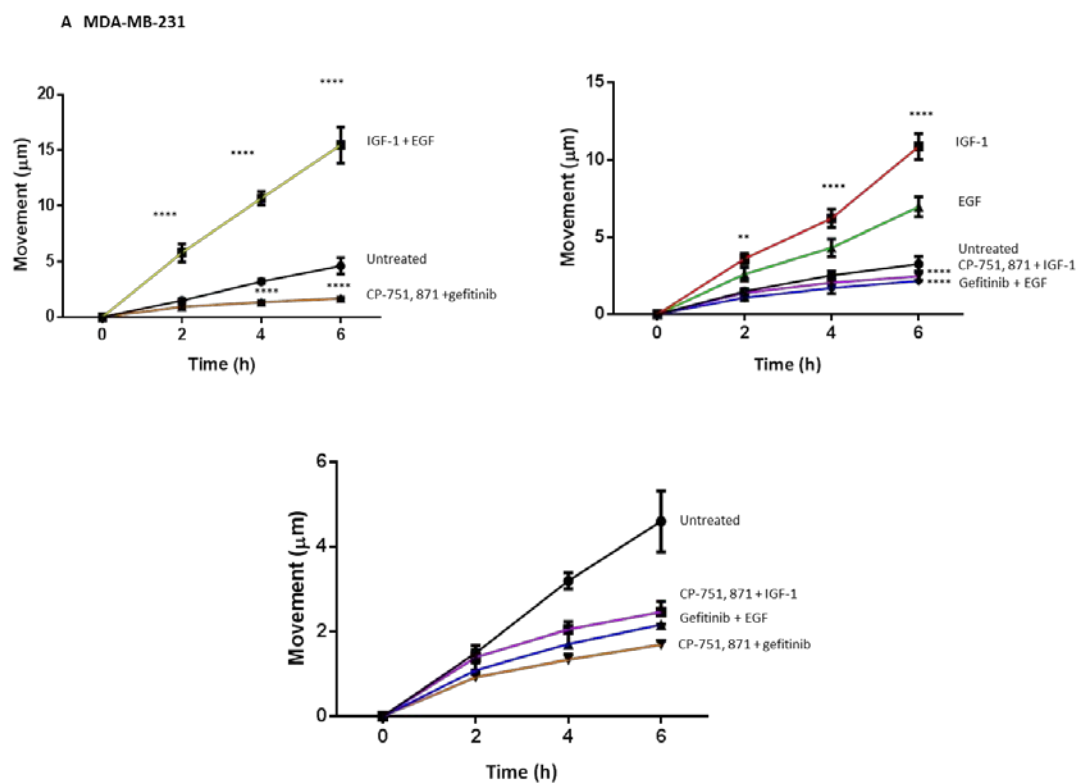 A MDA-MB-231
Movement (µm)
20
15
10
5
0
0 2 4 6
Time (h)
****
****
****
IGF-1 + EGF
Untreated
****
****
CP-751, 871 +gefitinib
Movement (µm)
15
10
5
0
0 2 4 6
Time (h)
**
****
****
IGF-1
EGF
Untreated
CP-751, 871 + IGF-1
****
Gefitinib + EGF
****
Movement (µm)
6
4
2
0
0 2 4 6
Time (h)
Untreated
CP-751, 871 + IGF-1
Gefitinib + EGF
CP-751, 871 + gefitinib